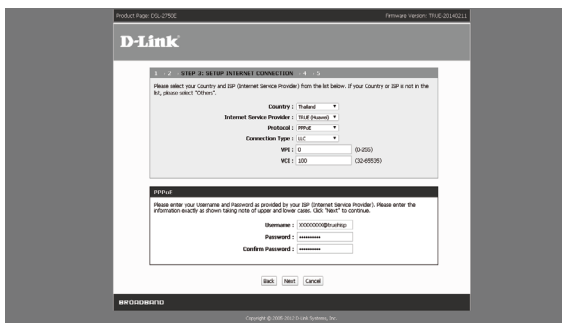 Product Page: DSL-2750E
Firmware Version: TRUE-20140211
D-Link
1 2 STEP 3: SETUP INTERNET CONNECTION 4 5
Please select your Country and ISP (Internet Service Provider) from the list below. If your Country or ISP is not in the
list, please select "Others".
Country : Thailand
Internet Service Provider : TRUE (Huawei)
Protocol : PPPoE
Connection Type : LLC
VPI : 0 (0-255)
VCI : 100 (32-65535)
PPPoE
Please enter your Username and Password as provided by your ISP (Internet Service Provider). Please enter the
information exactly as shown taking note of upper and lower cases. Click "Next" to continue.
Username : XXXXXXXX@truehisp
Password : ••••••••••
Confirm Password : ••••••••••
Back Next Cancel
BROADBAND
Copyright © 2005-2012 D-Link Systems, Inc.